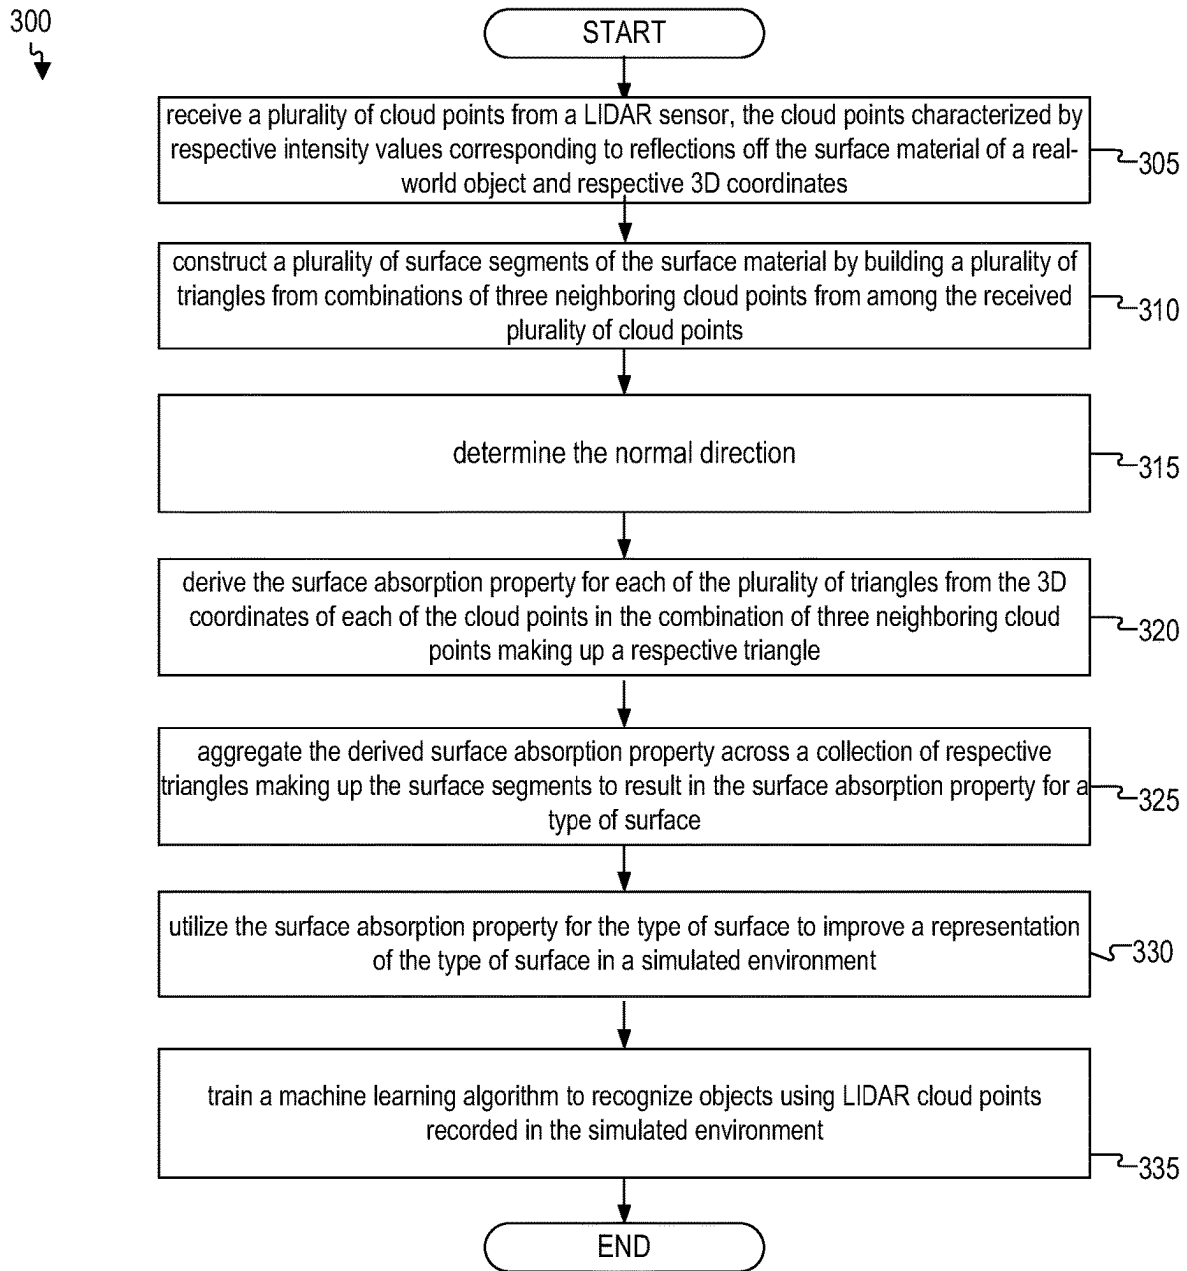 300
START
receive a plurality of cloud points from a LIDAR sensor, the cloud points characterized by
respective intensity values corresponding to reflections off the surface material of a real-
world object and respective 3D coordinates
305
construct a plurality of surface segments of the surface material by building a plurality of
triangles from combinations of three neighboring cloud points from among the received
plurality of cloud points
310
determine the normal direction
315
derive the surface absorption property for each of the plurality of triangles from the 3D
coordinates of each of the cloud points in the combination of three neighboring cloud
points making up a respective triangle
320
aggregate the derived surface absorption property across a collection of respective
triangles making up the surface segments to result in the surface absorption property for a
type of surface
325
utilize the surface absorption property for the type of surface to improve a representation
of the type of surface in a simulated environment
330
train a machine learning algorithm to recognize objects using LIDAR cloud points
recorded in the simulated environment
335
END